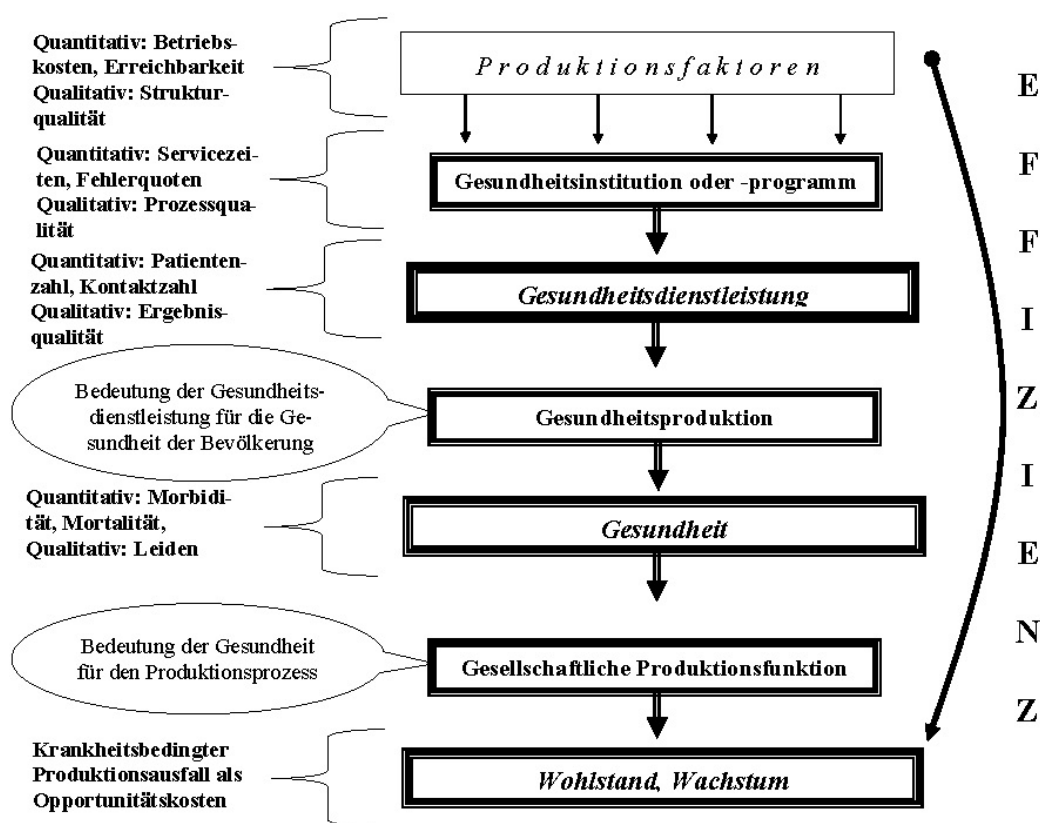 Quantitativ: Betriebs-
kosten, Erreichbarkeit
Qualitativ: Struktur-
qualität
Produktionsfaktoren
Quantitativ: Servicezei-
ten, Fehlerquoten
Qualitativ: Prozessqua-
lität
Gesundheitsinstitution oder -programm
Quantitativ: Patienten-
zahl, Kontaktzahl
Qualitativ: Ergebnis-
qualität
Gesundheitsdienstleistung
Bedeutung der Gesundheits-
dienstleistung für die Ge-
sundheit der Bevölkerung
Gesundheitsproduktion
Quantitativ: Morbidi-
tät, Mortalität,
Qualitativ: Leiden
Gesundheit
Bedeutung der Gesundheit
für den Produktionsprozess
Gesellschaftliche Produktionsfunktion
Krankheitsbedingter
Produktionsausfall als
Opportunitätskosten
Wohlstand, Wachstum
E
F
F
I
Z
I
E
N
Z